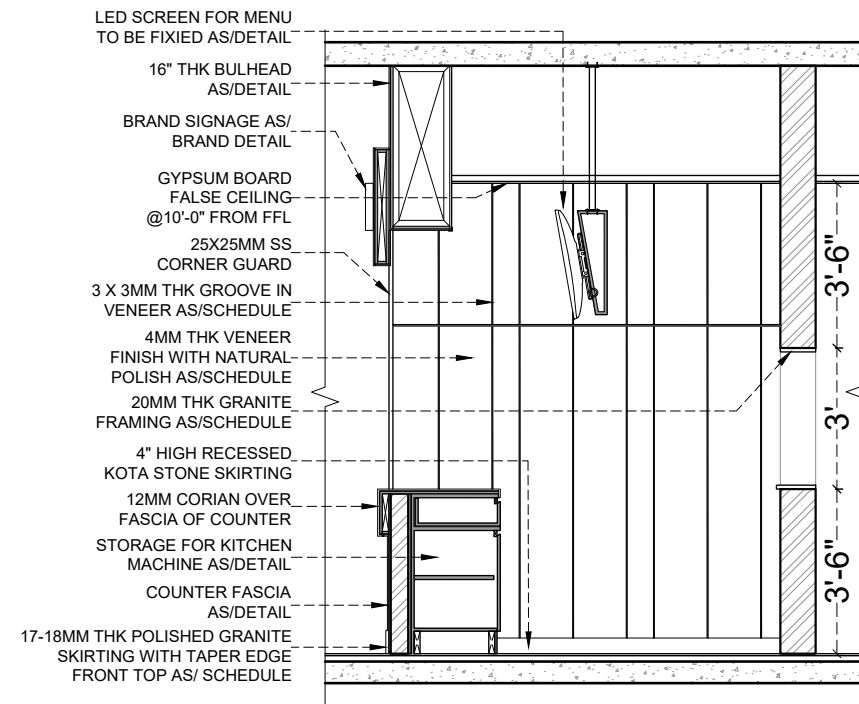 LED SCREEN FOR MENU
TO BE FIXIED AS/DETAIL
16" THK BULHEAD
AS/DETAIL
BRAND SIGNAGE AS/
BRAND DETAIL
GYPSUM BOARD
FALSE CEILING
@10'-0" FROM FFL
25X25MM SS
CORNER GUARD
3 X 3MM THK GROOVE IN
VENEER AS/SCHEDULE
4MM THK VENEER
FINISH WITH NATURAL
POLISH AS/SCHEDULE
20MM THK GRANITE
FRAMING AS/SCHEDULE
4" HIGH RECESSED
KOTA STONE SKIRTING
12MM CORIAN OVER
FASCIA OF COUNTER
STORAGE FOR KITCHEN
MACHINE AS/DETAIL
COUNTER FASCIA
AS/DETAIL
17-18MM THK POLISHED GRANITE
SKIRTING WITH TAPER EDGE
FRONT TOP AS/ SCHEDULE
3'-6"
3'
3'-6"